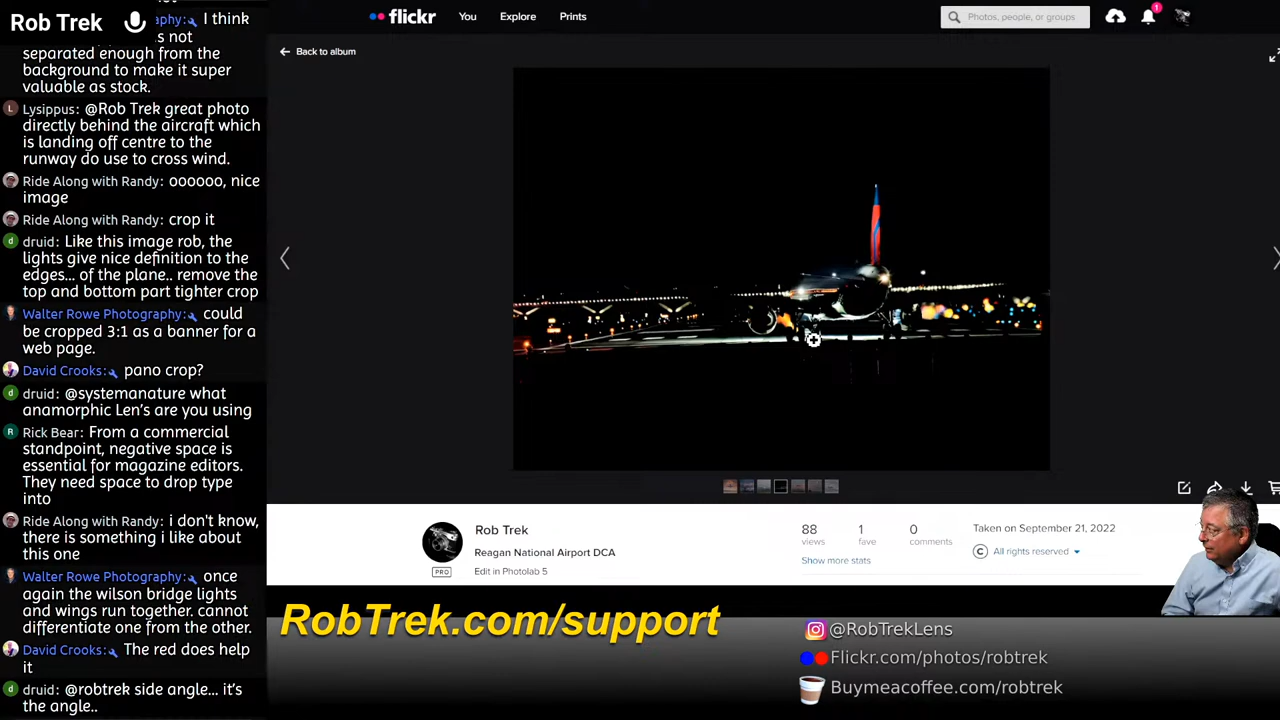 Rob Trek
I think
s not
separated enough from the
background to make it super
valuable as stock.
Lysippus: @Rob Trek great photo
directly behind the aircraft which
is landing off centre to the
runway do use to cross wind.
Ride Along with Randy: oooooo, nice
image
Ride Along with Randy: crop it
druid: Like this image rob, the
lights give nice definition to the
edges... of the plane.. remove the
top and bottom part tighter crop
Walter Rowe Photography: could
be cropped 3:1 as a banner for a
web page.
David Crooks: pano crop?
druid: @systemanature what
anamorphic Len's are you using
Rick Bear: From a commercial
standpoint, negative space is
essential for magazine editors.
They need space to drop type
into
Ride Along with Randy: i don't know,
there is something i like about
this one
Walter Rowe Photography: once
again the wilson bridge lights
and wings run together. cannot
differentiate one from the other.
David Crooks: The red does help
it
druid: @robtrek side angle... it's
the angle..
flickr
You
Explore
Prints
Photos, people, or groups
1
Back to album
Rob Trek
Reagan National Airport DCA
PRO
Edit in Photolab 5
88
views
1
fave
0
comments
Show more stats
Taken on September 21, 2022
C All rights reserved
RobTrek.com/support
@RobTrekLens
Flickr.com/photos/robtrek
Buymeacoffee.com/robtrek